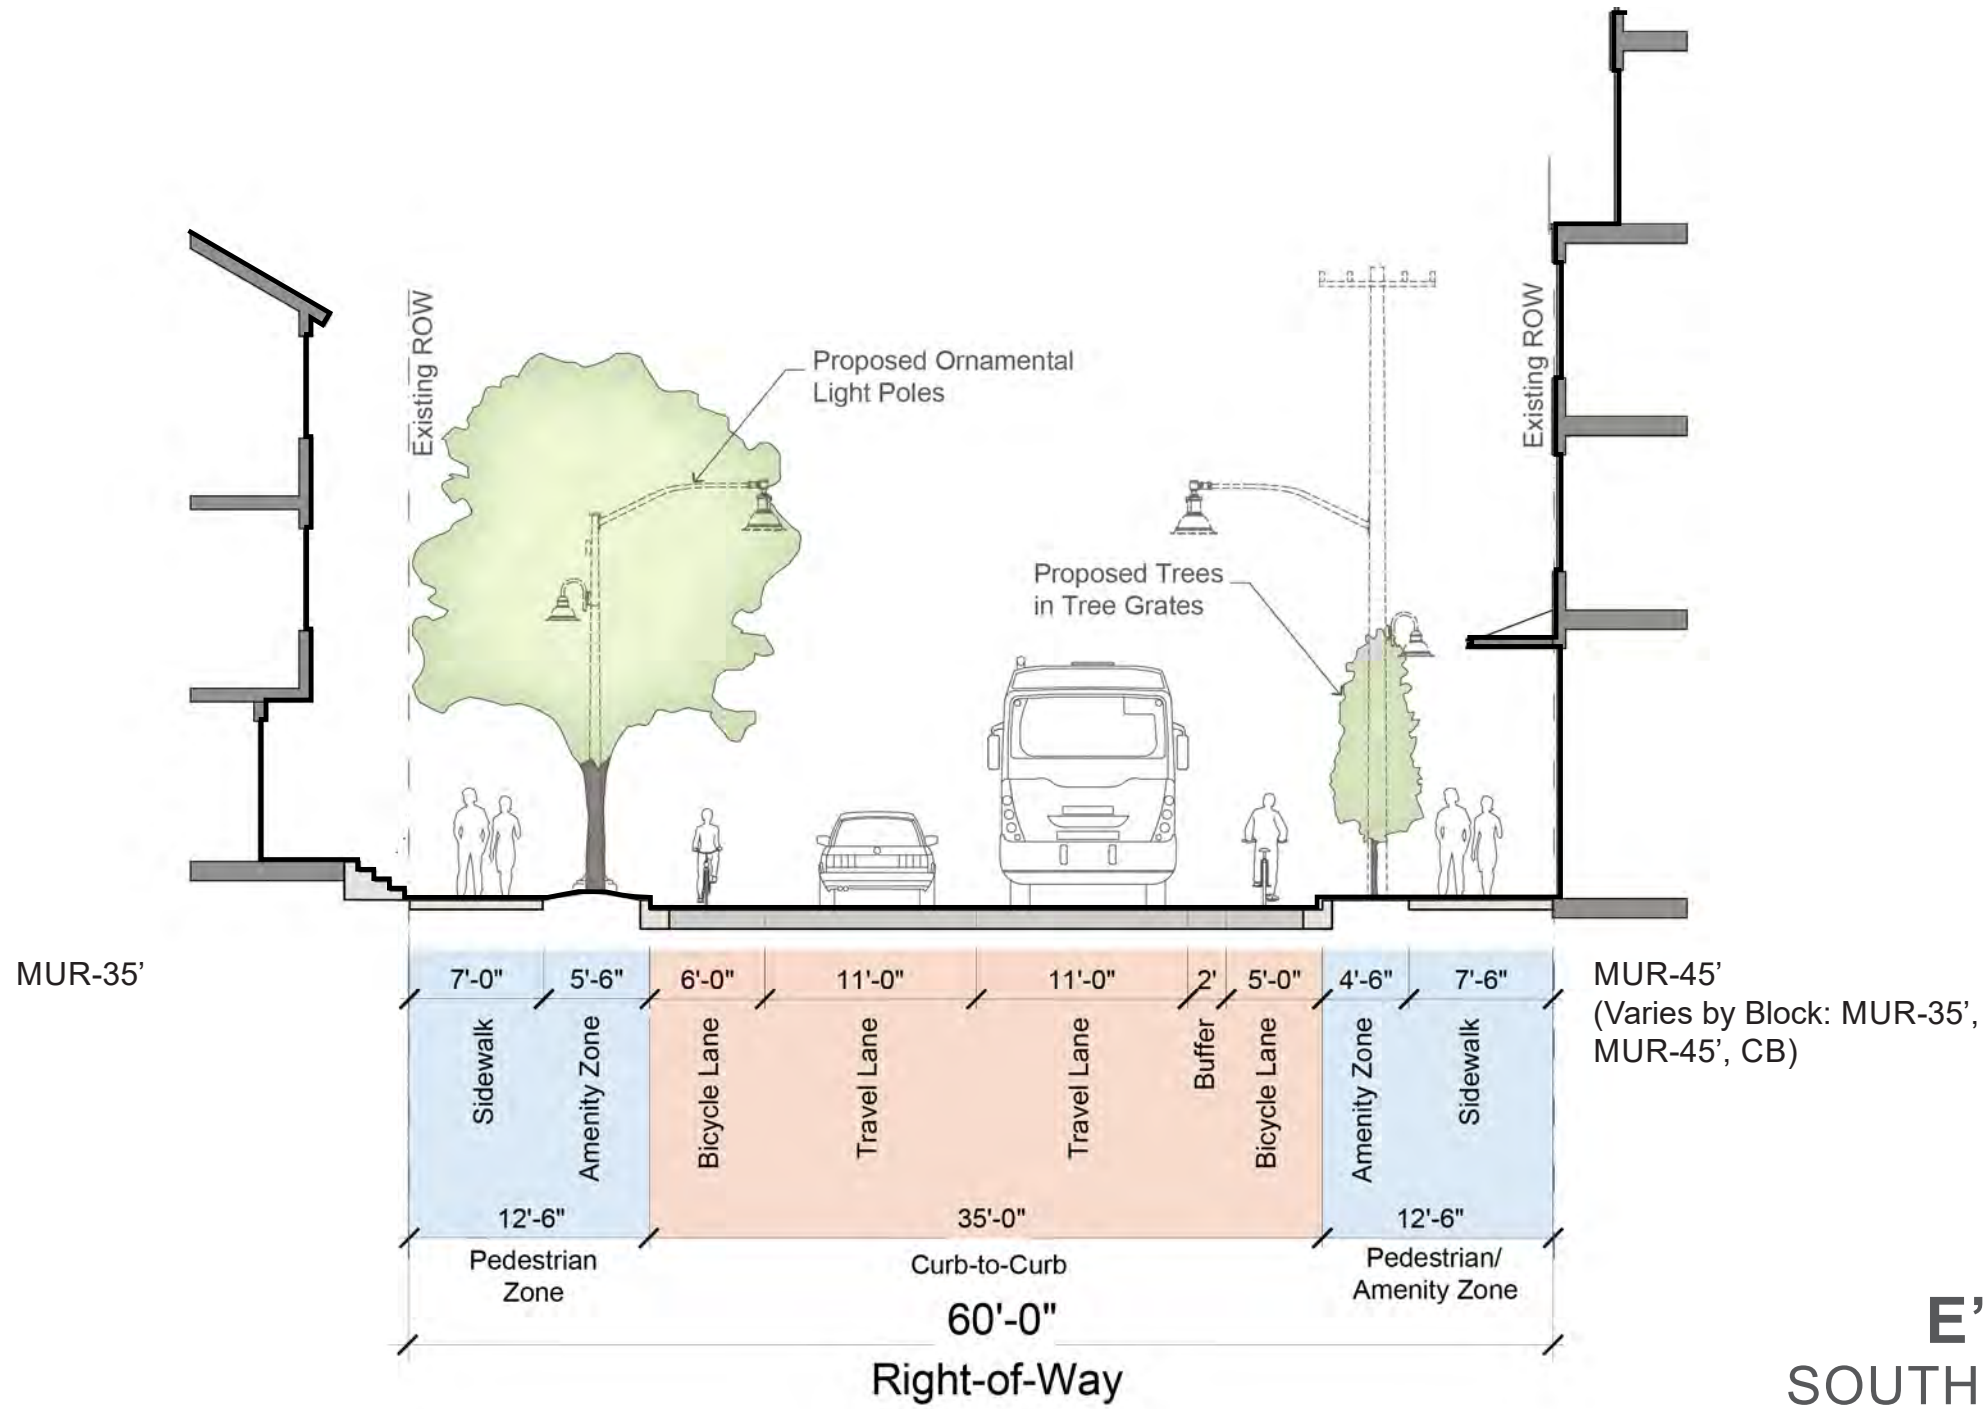 Existing ROW
Proposed Ornamental
Light Poles
Existing ROW
Proposed Trees
in Tree Grates
MUR-35’
7'-0"
5'-6"
6'-0"
11'-0"
11'-0"
2'
5'-0"
4'-6"
7'-6"
MUR-45’
(Varies by Block: MUR-35’,
MUR-45’, CB)
Sidewalk
Amenity Zone
Bicycle Lane
Travel Lane
Travel Lane
Buffer
Bicycle Lane
Amenity Zone
Sidewalk
12'-6"
35'-0"
12'-6"
Pedestrian
Zone
Curb-to-Curb
Pedestrian/
Amenity Zone
60'-0"
Right-of-Way
E’
SOUTH